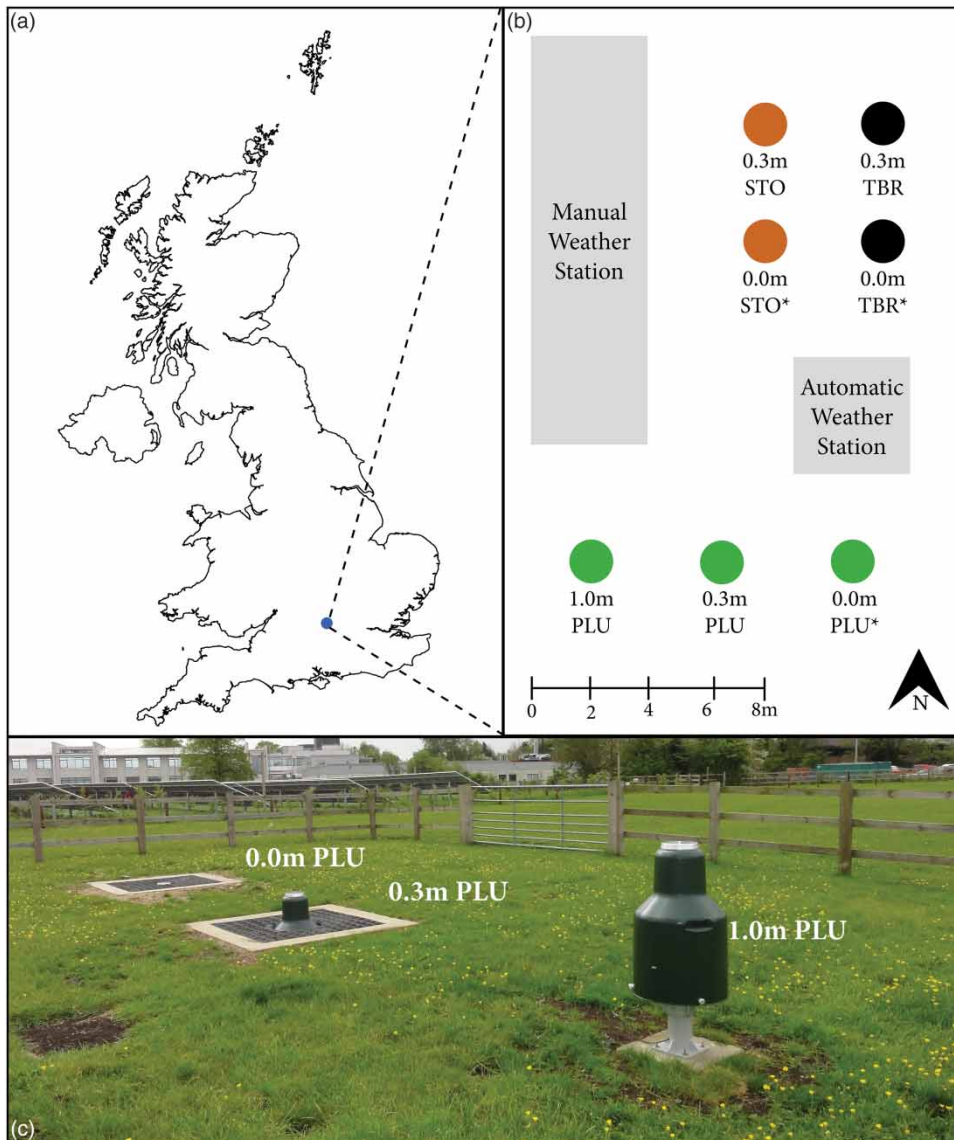 (a)
(b)
Manual
Weather
Station
0.3m
STO
0.3m
TBR
0.0m
STO*
0.0m
TBR*
Automatic
Weather
Station
1.0m
PLU
0.3m
PLU
0.0m
PLU*
N
0 2 4 6 8m
0.0m PLU
0.3m PLU
1.0m PLU
(c)